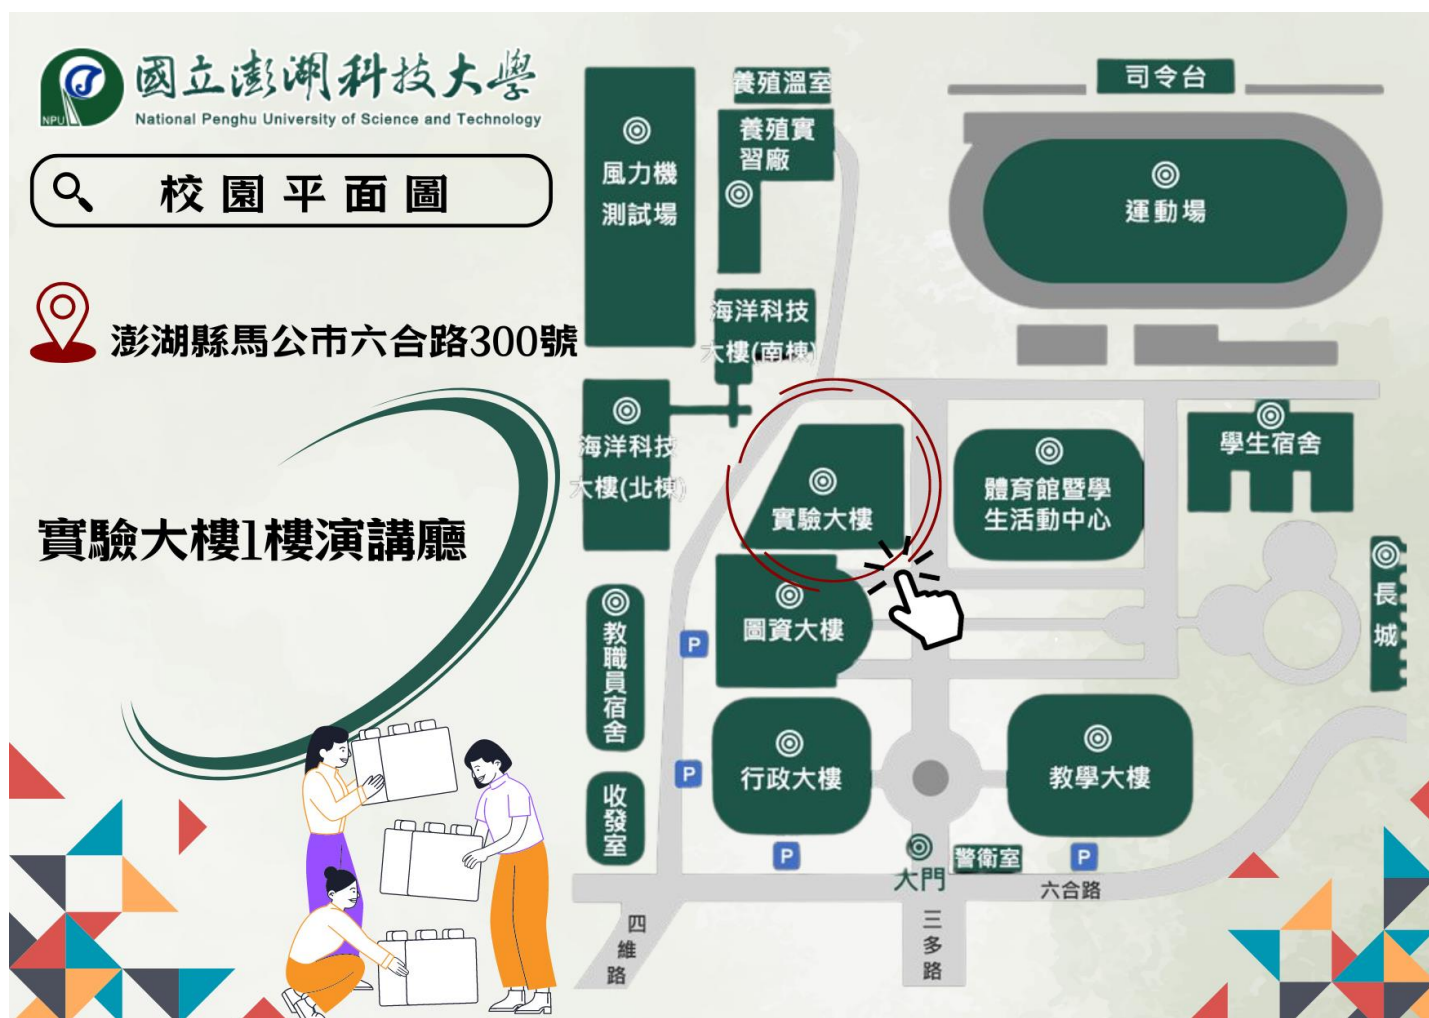 NPU
國立澎湖科技大學
National Penghu University of Science and Technology
校園平面圖
澎湖縣馬公市六合路300號
實驗大樓1樓演講廳
風力機
測試場
養殖溫室
養殖實
習廠
司令台
運動場
海洋科技
大樓(南棟)
海洋科技
大樓(北棟)
實驗大樓
體育館暨學
生活動中心
學生宿舍
長城
圖資大樓
教職員宿舍
P
行政大樓
教學大樓
P
收發室
P
大門
警衛室
P
六合路
四維路
三多路